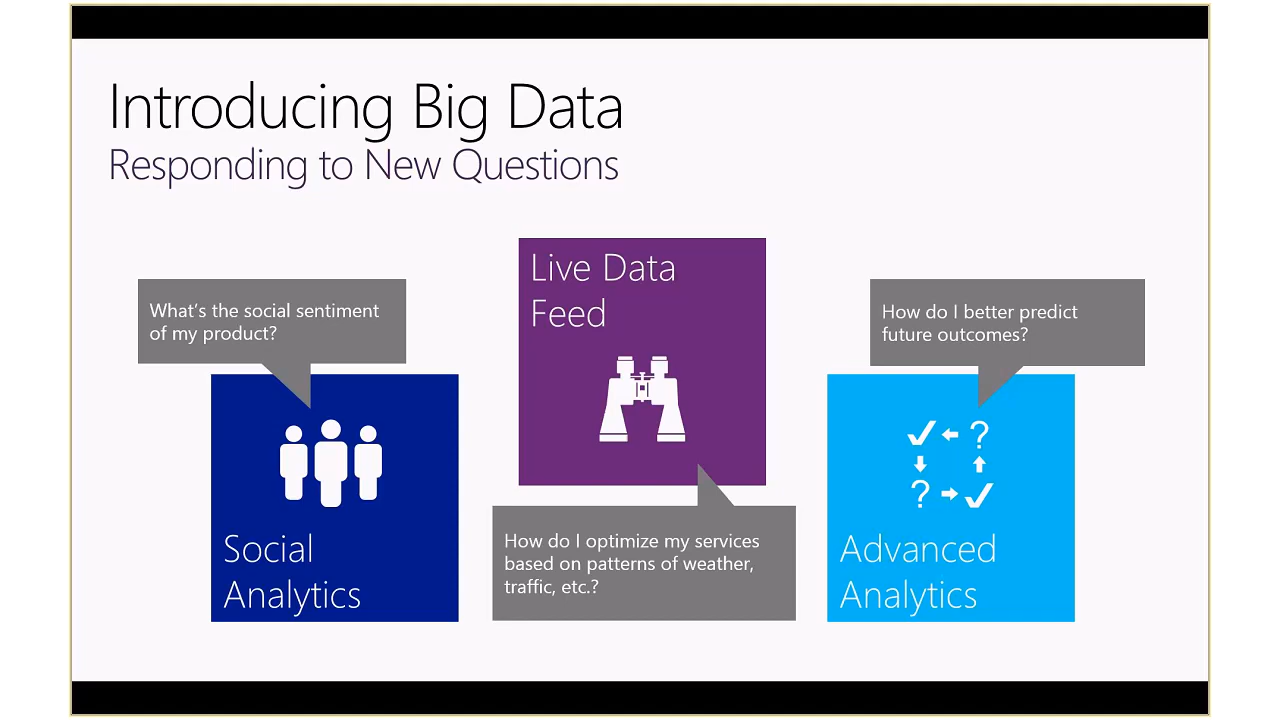 Introducing Big Data
Responding to New Questions
What's the social sentiment
of my product?
Social
Analytics
Live Data
Feed
How do I optimize my services
based on patterns of weather,
traffic, etc.?
How do I better predict
future outcomes?
? 
?
Advanced
Analytics